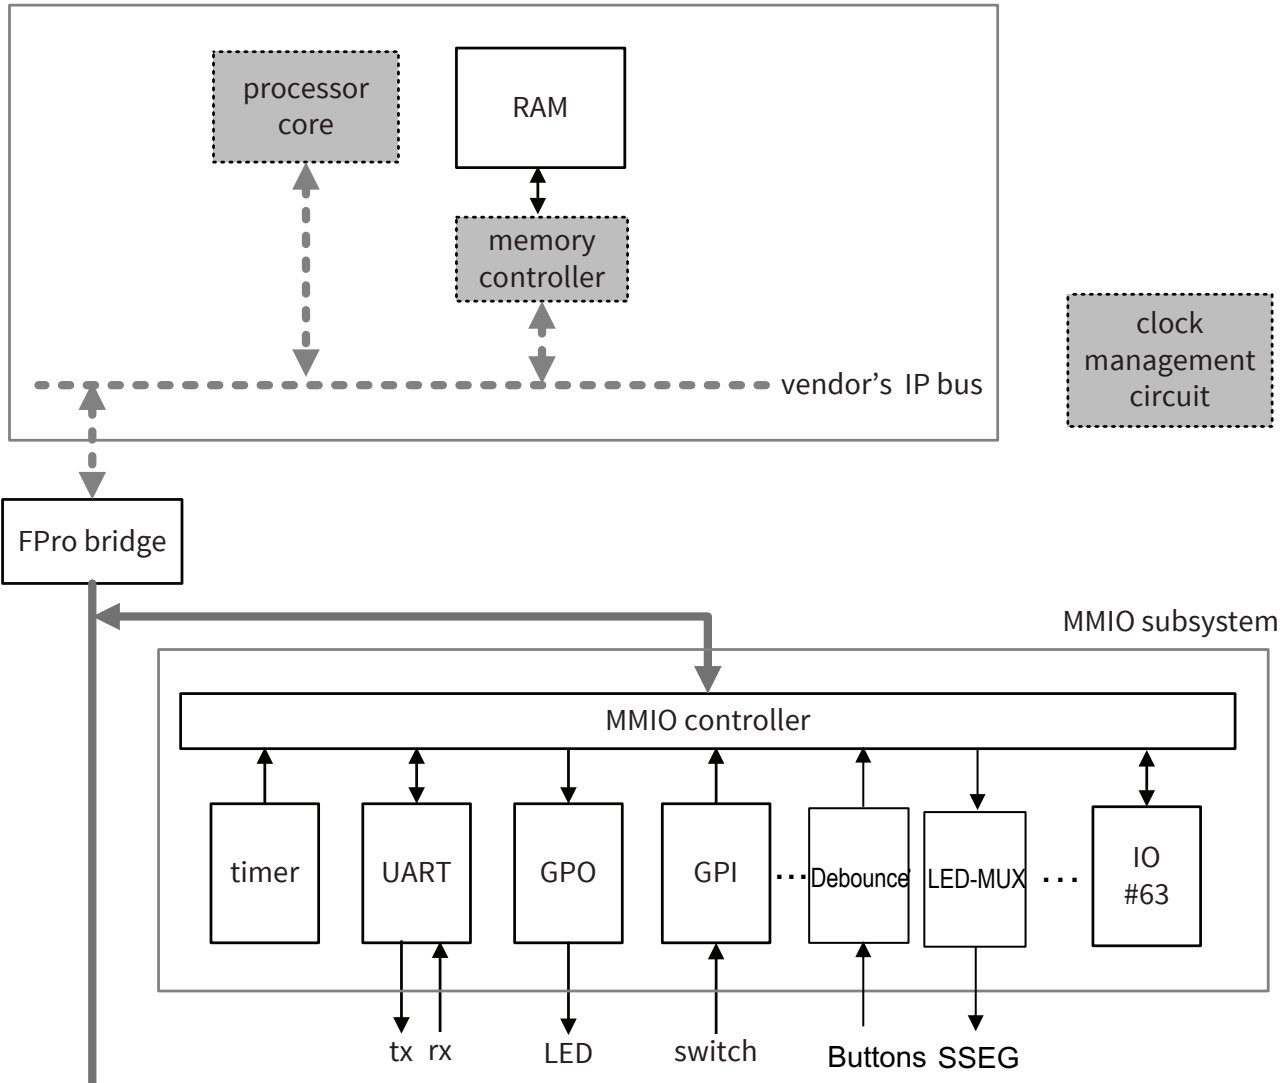 processor
core
RAM
memory
controller
clock
management
circuit
vendor's IP bus
FPro bridge
MMIO subsystem
MMIO controller
timer
UART
GPO
GPI
...
Debounce'
LED-MUX
...
IO
#63
tx
rx
LED
switch
Buttons
SSEG